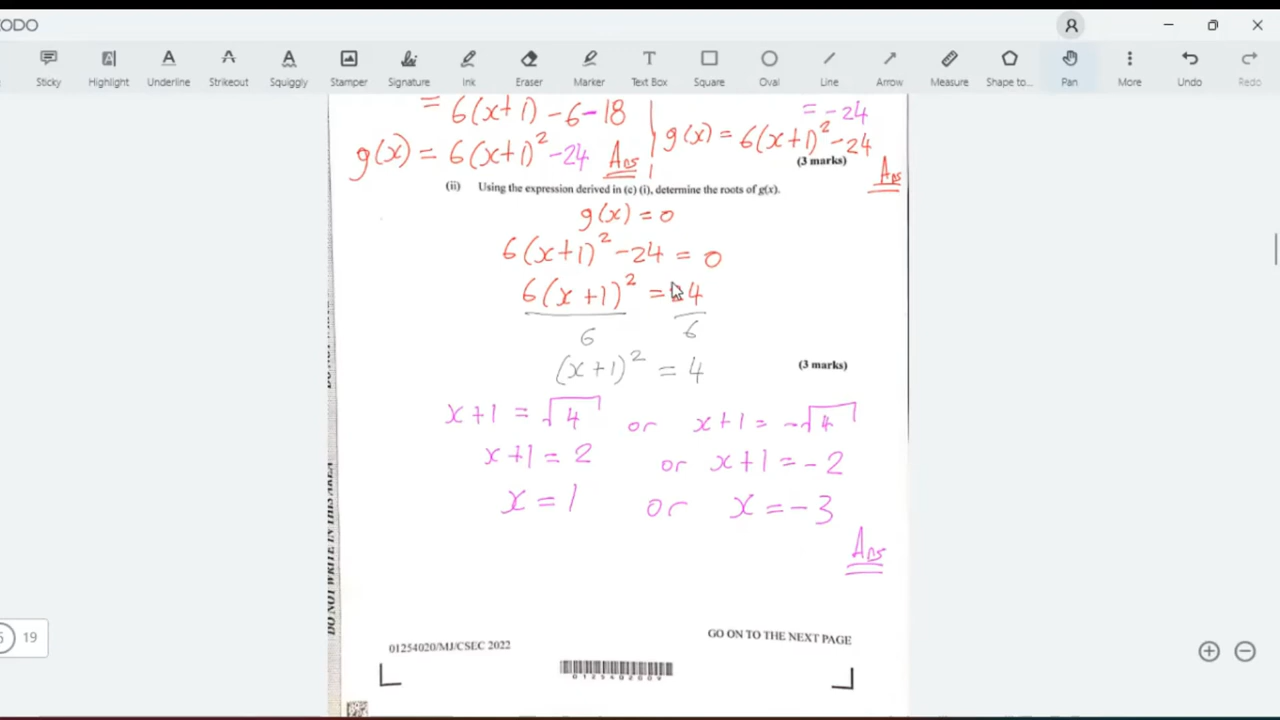 ODO
Sticky Highlight Underline Strikeout Squiggly Stamper Signature Ink Eraser Marker Text Box Square Oval Line Arrow Measure Shape to... Pan More Undo Redo
= 6(x+1) - 6 - 18
= -24
g(x) = 6(x+1)² - 24 Ans
g(x) = 6(x+1)² - 24
(3 marks)
Ans
(ii) Using the expression derived in (c) (i), determine the roots of g(x).
g(x) = 0
6(x+1)² - 24 = 0
6(x+1)² = 4
6 6
(x+1)² = 4
(3 marks)
x+1 = √4 or x+1 = -√4
x+1 = 2 or x+1 = -2
x = 1 or x = -3
Ans
DO NOT WRITE IN THIS AREA
19
01254020/MJ/CSEC 2022
GO ON TO THE NEXT PAGE